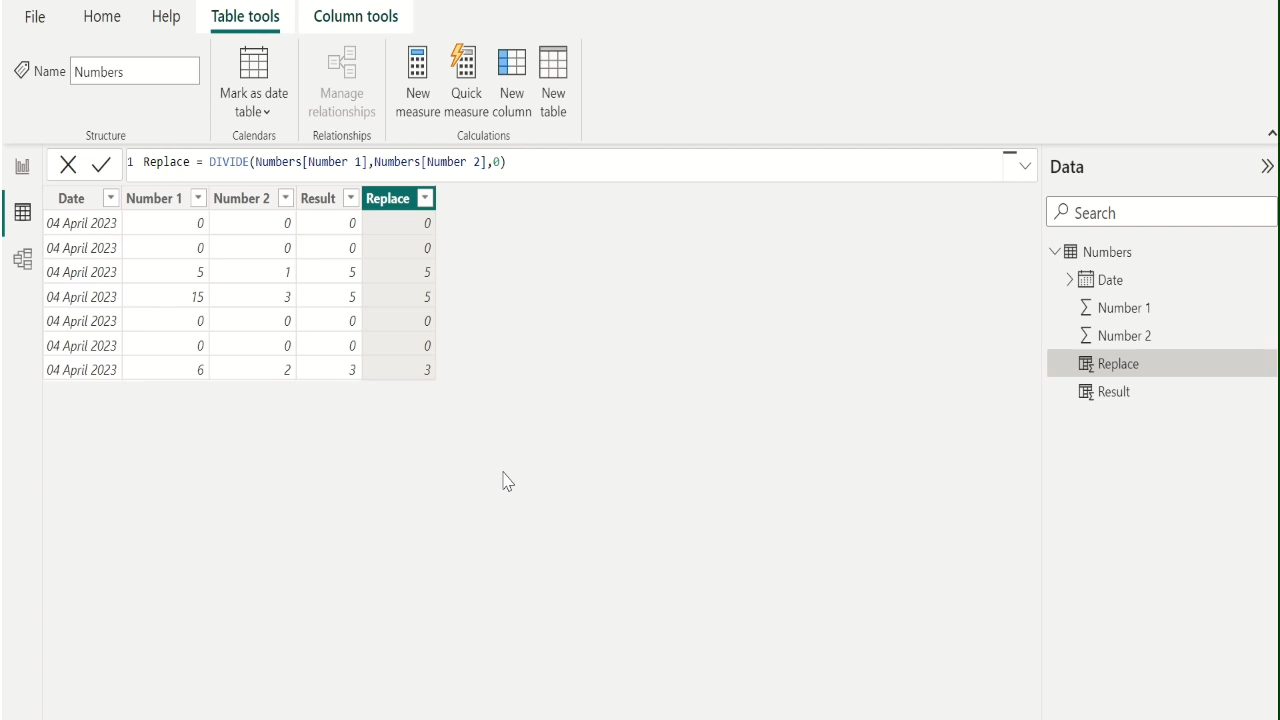 File Home Help Table tools Column tools
Name Numbers
Mark as date table
Manage relationships
New measure
Quick measure
New column
New table
Structure Calendars Relationships Calculations
1 Replace = DIVIDE(Numbers[Number 1],Numbers[Number 2],0)
Date Number 1 Number 2 Result Replace
04 April 2023 0 0 0 0
04 April 2023 0 0 0 0
04 April 2023 5 1 5 5
04 April 2023 15 3 5 5
04 April 2023 0 0 0 0
04 April 2023 0 0 0 0
04 April 2023 6 2 3 3
Data
Search
Numbers
Date
Number 1
Number 2
Replace
Result